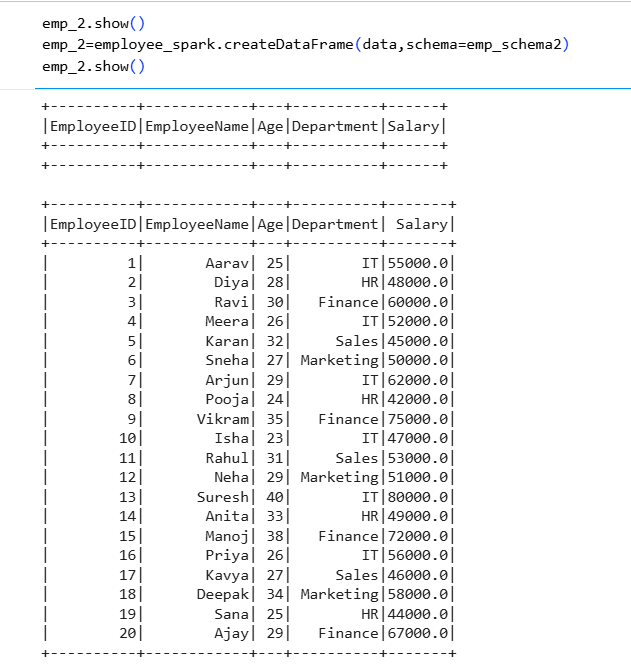 emp_2.show()
emp_2=employee_spark.createDataFrame(data,schema=emp_schema2)
emp_2.show()
+----------+------------+---+----------+------+
|EmployeeID|EmployeeName|Age|Department|Salary|
+----------+------------+---+----------+------+
+----------+------------+---+----------+------+
+----------+------------+---+----------+-------+
|EmployeeID|EmployeeName|Age|Department| Salary|
+----------+------------+---+----------+-------+
|         1|       Aarav| 25|        IT|55000.0|
|         2|        Diya| 28|        HR|48000.0|
|         3|        Ravi| 30|   Finance|60000.0|
|         4|       Meera| 26|        IT|52000.0|
|         5|       Karan| 32|     Sales|45000.0|
|         6|       Sneha| 27| Marketing|50000.0|
|         7|       Arjun| 29|        IT|62000.0|
|         8|       Pooja| 24|        HR|42000.0|
|         9|      Vikram| 35|   Finance|75000.0|
|        10|        Isha| 23|        IT|47000.0|
|        11|       Rahul| 31|     Sales|53000.0|
|        12|        Neha| 29| Marketing|51000.0|
|        13|      Suresh| 40|        IT|80000.0|
|        14|       Anita| 33|        HR|49000.0|
|        15|       Manoj| 38|   Finance|72000.0|
|        16|       Priya| 26|        IT|56000.0|
|        17|       Kavya| 27|     Sales|46000.0|
|        18|      Deepak| 34| Marketing|58000.0|
|        19|        Sana| 25|        HR|44000.0|
|        20|        Ajay| 29|   Finance|67000.0|
+----------+------------+---+----------+-------+